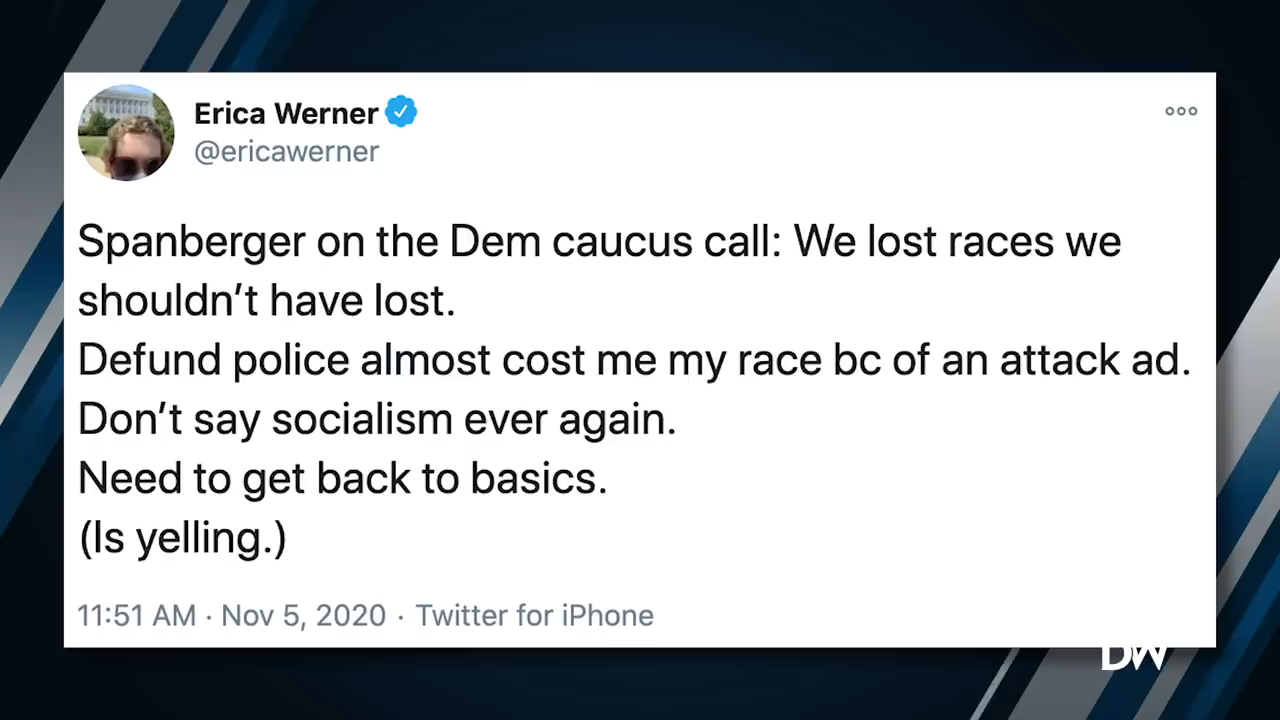 Erica Werner
@ericawerner
Spanberger on the Dem caucus call: We lost races we
shouldn’t have lost.
Defund police almost cost me my race bc of an attack ad.
Don’t say socialism ever again.
Need to get back to basics.
(Is yelling.)
11:51 AM · Nov 5, 2020 · Twitter for iPhone
DW